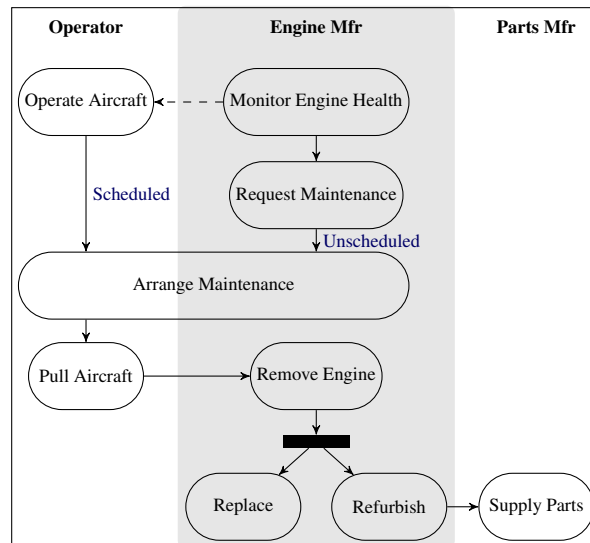 Operator
Engine Mfr
Parts Mfr
Operate Aircraft
Monitor Engine Health
Scheduled
Request Maintenance
Unscheduled
Arrange Maintenance
Pull Aircraft
Remove Engine
Replace
Refurbish
Supply Parts